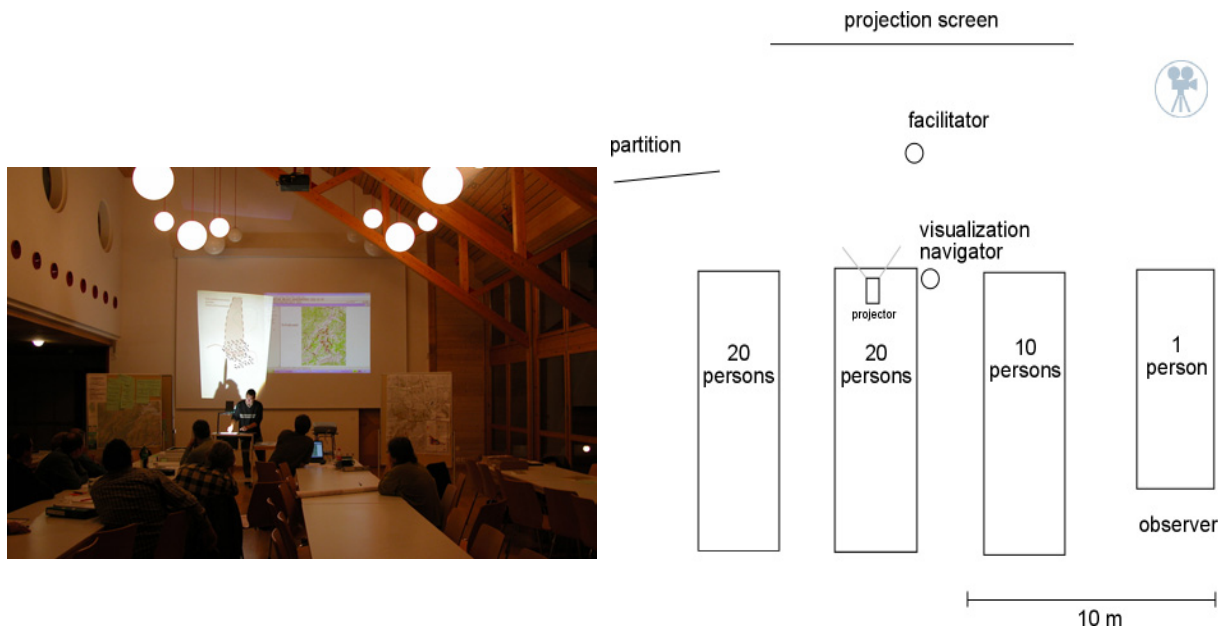 projection screen
facilitator
partition
visualization
navigator
projector
20
persons
20
persons
10
persons
1
person
observer
10 m